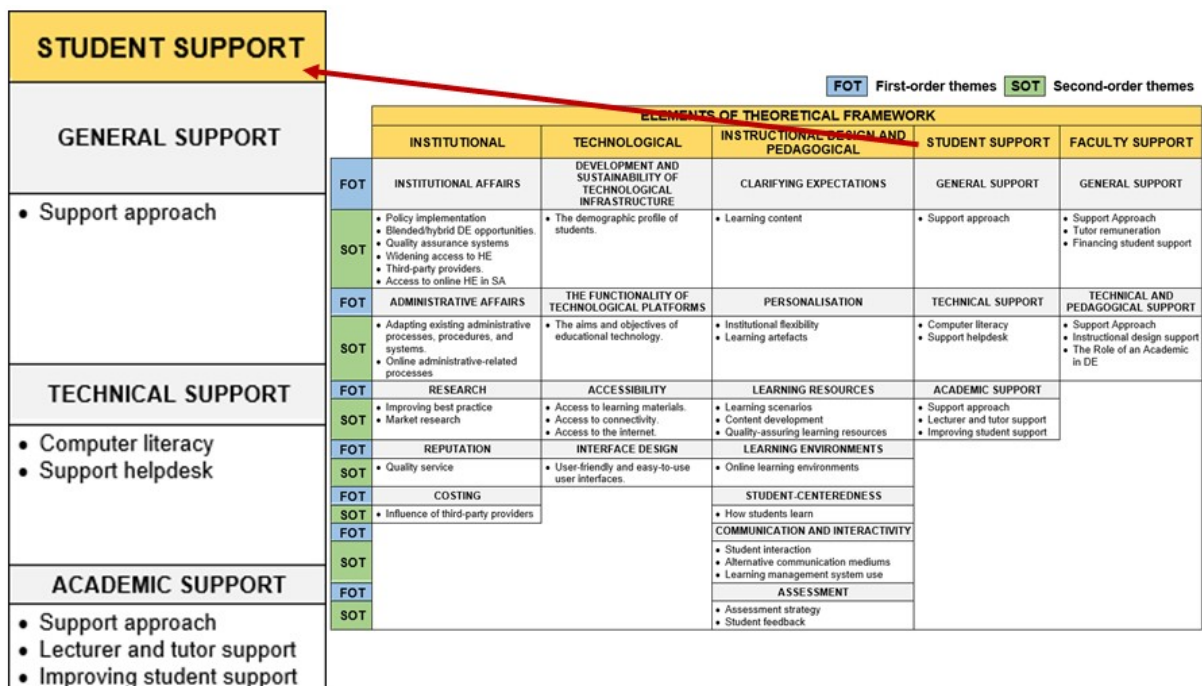 STUDENT SUPPORT
GENERAL SUPPORT
• Support approach
TECHNICAL SUPPORT
• Computer literacy
• Support helpdesk
ACADEMIC SUPPORT
• Support approach
• Lecturer and tutor support
• Improving student support
FOT First-order themes SOT Second-order themes
ELEMENTS OF THEORETICAL FRAMEWORK
INSTITUTIONAL
TECHNOLOGICAL
INSTRUCTIONAL DESIGN AND
PEDAGOGICAL
STUDENT SUPPORT
FACULTY SUPPORT
FOT
INSTITUTIONAL AFFAIRS
DEVELOPMENT AND
SUSTAINABILITY OF
TECHNOLOGICAL
INFRASTRUCTURE
CLARIFYING EXPECTATIONS
GENERAL SUPPORT
GENERAL SUPPORT
SOT
• Policy implementation
• Blended/hybrid DE opportunities.
• Quality assurance systems
• Widening access to HE
• Third-party providers.
• Access to online HE in SA
• The demographic profile of
students.
• Learning content
• Support approach
• Support Approach
• Tutor remuneration
• Financing student support
FOT
ADMINISTRATIVE AFFAIRS
THE FUNCTIONALITY OF
TECHNOLOGICAL PLATFORMS
PERSONALISATION
TECHNICAL SUPPORT
TECHNICAL AND
PEDAGOGICAL SUPPORT
SOT
• Adapting existing administrative
processes, procedures, and
systems.
• Online administrative-related
processes
• The aims and objectives of
educational technology.
• Institutional flexibility
• Learning artefacts
• Computer literacy
• Support helpdesk
• Support Approach
• Instructional design support
• The Role of an Academic
in DE
FOT
RESEARCH
ACCESSIBILITY
LEARNING RESOURCES
ACADEMIC SUPPORT
SOT
• Improving best practice
• Market research
• Access to learning materials.
• Access to connectivity.
• Access to the internet.
• Learning scenarios
• Content development
• Quality-assuring learning resources
• Support approach
• Lecturer and tutor support
• Improving student support
FOT
REPUTATION
INTERFACE DESIGN
LEARNING ENVIRONMENTS
SOT
• Quality service
• User-friendly and easy-to-use
user interfaces.
• Online learning environments
FOT
COSTING
STUDENT-CENTEREDNESS
SOT
• Influence of third-party providers
• How students learn
FOT
COMMUNICATION AND INTERACTIVITY
SOT
• Student interaction
• Alternative communication mediums
• Learning management system use
FOT
ASSESSMENT
SOT
• Assessment strategy
• Student feedback